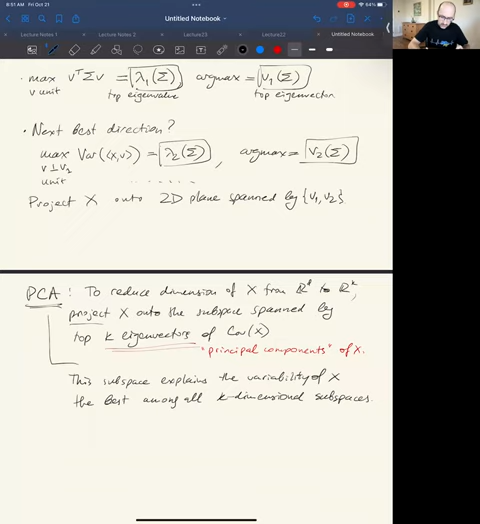 8:51 AM Fri Oct 21
64%
Untitled Notebook
Lecture Notes 1
Lecture Notes 2
Lecture23
Lecture22
Untitled Notebook
· max vᵀΣv = λ₁(Σ) argmax = v₁(Σ)
v unit top eigenvalue top eigenvector
· Next best direction?
max Var(⟨X,v⟩) = λ₂(Σ), argmax = v₂(Σ)
v ⊥ v₂
unit
Project X onto 2D plane spanned by {v₁, v₂}
PCA: To reduce dimension of X from ℝᵈ to ℝᵏ,
project X onto the subspace spanned by
top k eigenvectors of Cov(X)
"principal components" of X.
This subspace explains the variability of X
the best among all k-dimensional subspaces.